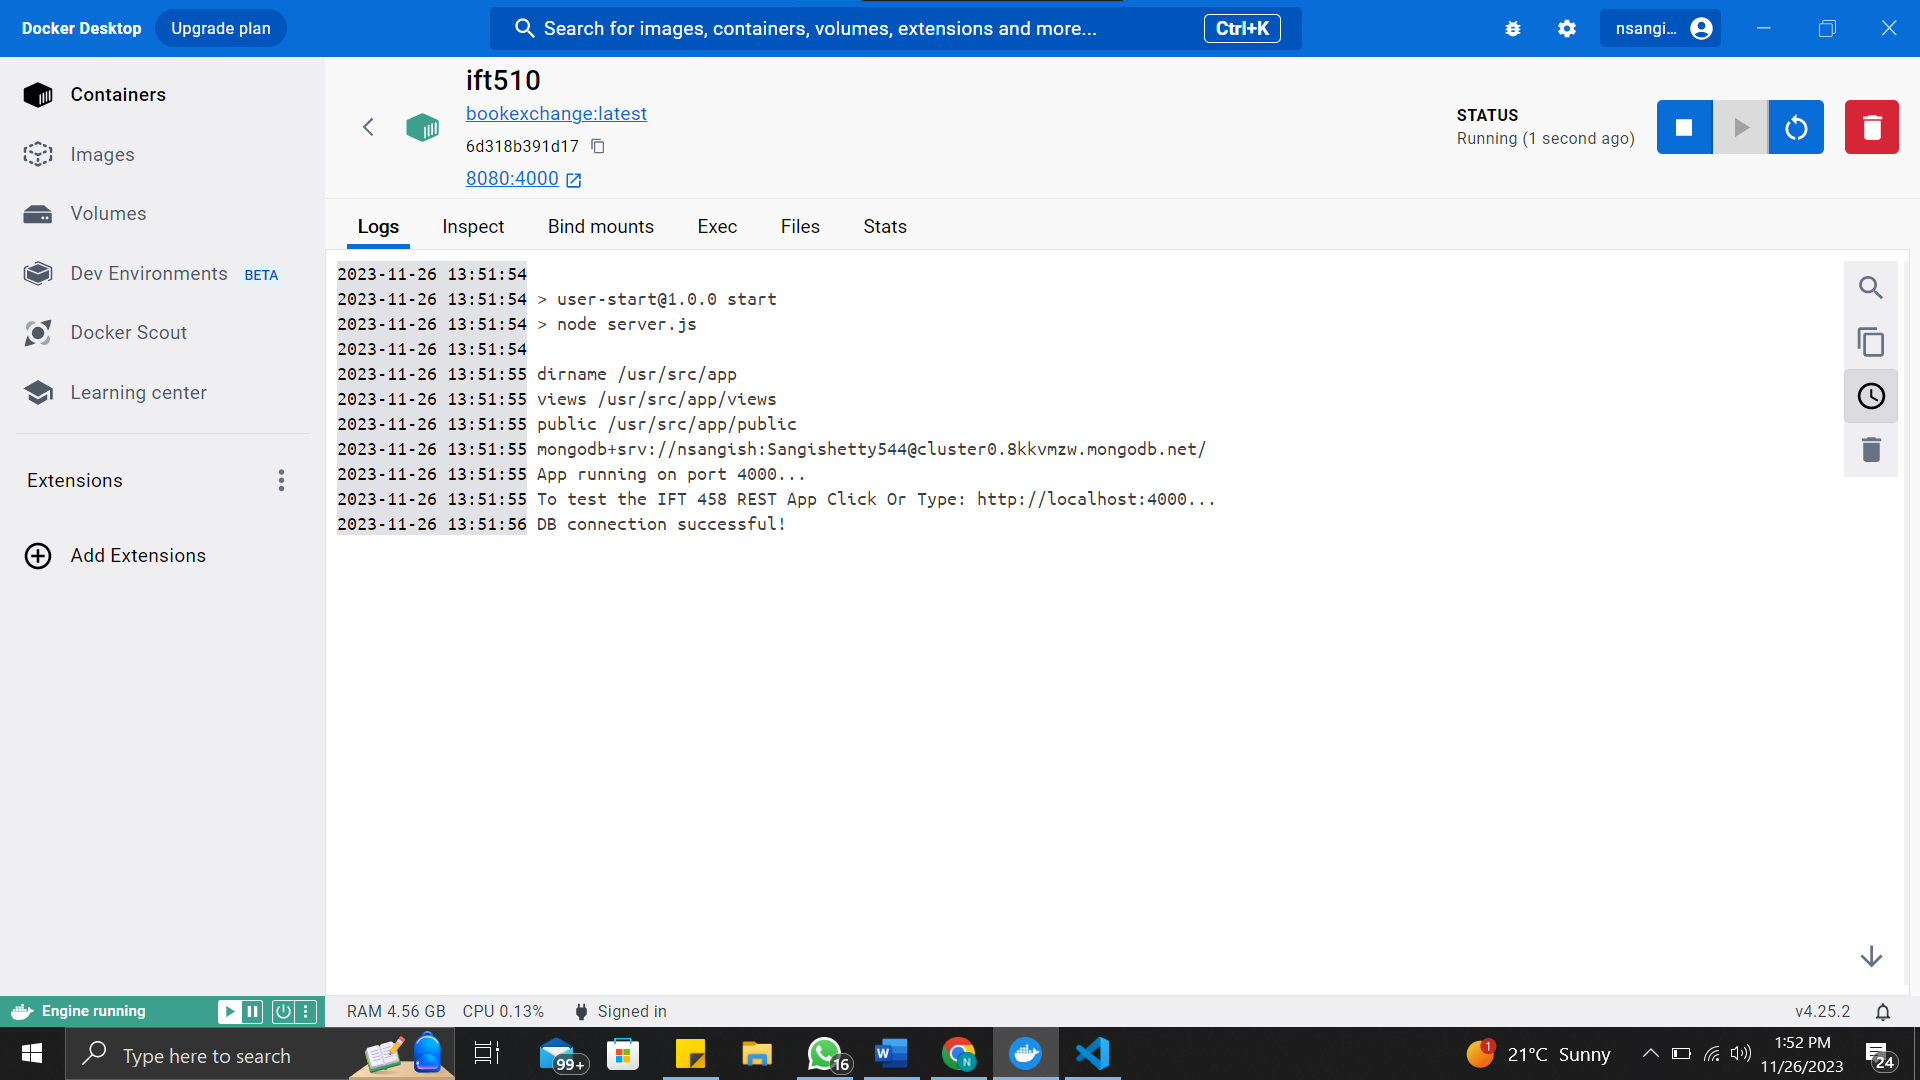 Docker Desktop Upgrade plan Search for images, containers, volumes, extensions and more... Ctrl+K nsangi...
Containers
Images
Volumes
Dev Environments BETA
Docker Scout
Learning center
Extensions
Add Extensions
ift510
bookexchange:latest
6d318b391d17
8080:4000
STATUS
Running (1 second ago)
Logs Inspect Bind mounts Exec Files Stats
2023-11-26 13:51:54
2023-11-26 13:51:54 > user-start@1.0.0 start
2023-11-26 13:51:54 > node server.js
2023-11-26 13:51:54
2023-11-26 13:51:55 dirname /usr/src/app
2023-11-26 13:51:55 views /usr/src/app/views
2023-11-26 13:51:55 public /usr/src/app/public
2023-11-26 13:51:55 mongodb+srv://nsangish:Sangishetty544@cluster0.8kkvmzw.mongodb.net/
2023-11-26 13:51:55 App running on port 4000...
2023-11-26 13:51:55 To test the IFT 458 REST App Click Or Type: http://localhost:4000...
2023-11-26 13:51:56 DB connection successful!
Engine running RAM 4.56 GB CPU 0.13% Signed in v4.25.2
Type here to search 99+ 16 W N 1 21°C Sunny 1:52 PM 24
11/26/2023